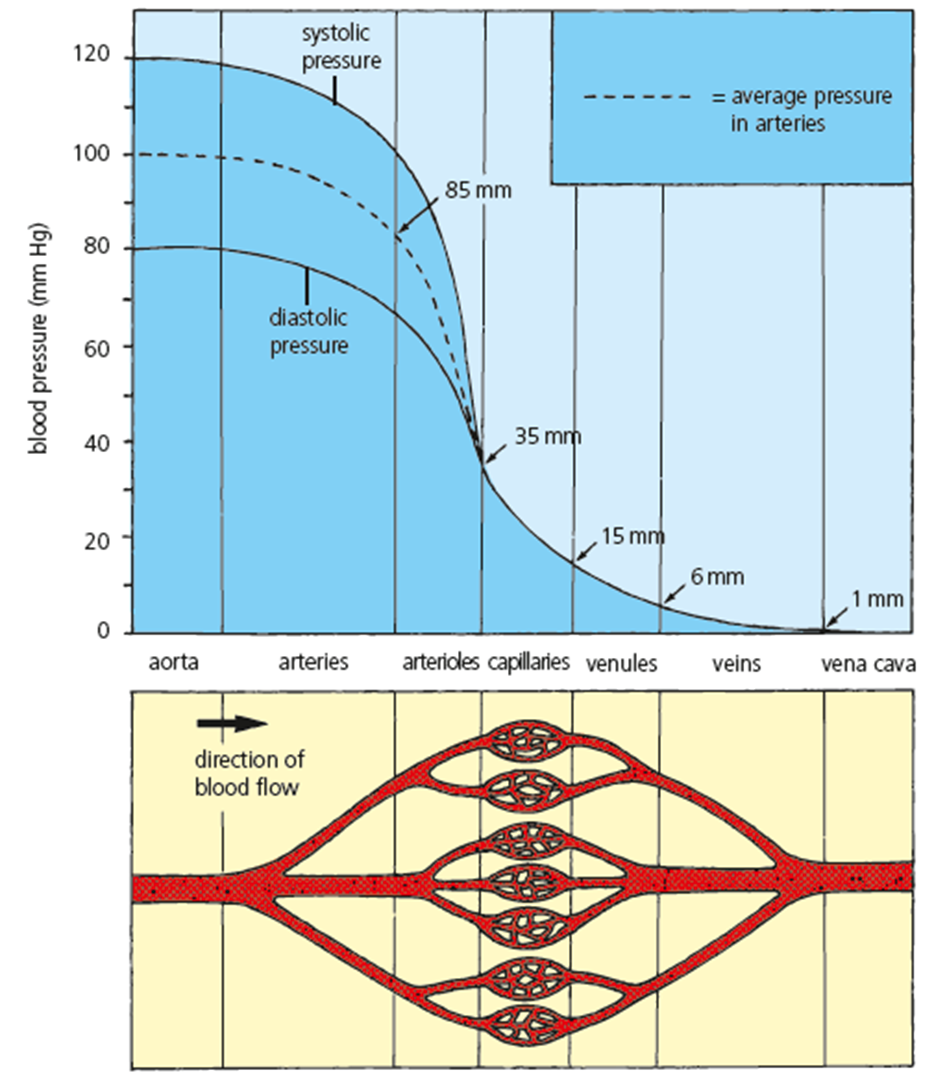 systolic
pressure
120
100
80
60
40
20
0
blood pressure (mm Hg)
= average pressure
in arteries
85 mm
diastolic
pressure
35 mm
15 mm
6 mm
1 mm
aorta
arteries
arterioles
capillaries
venules
veins
vena cava
direction of
blood flow